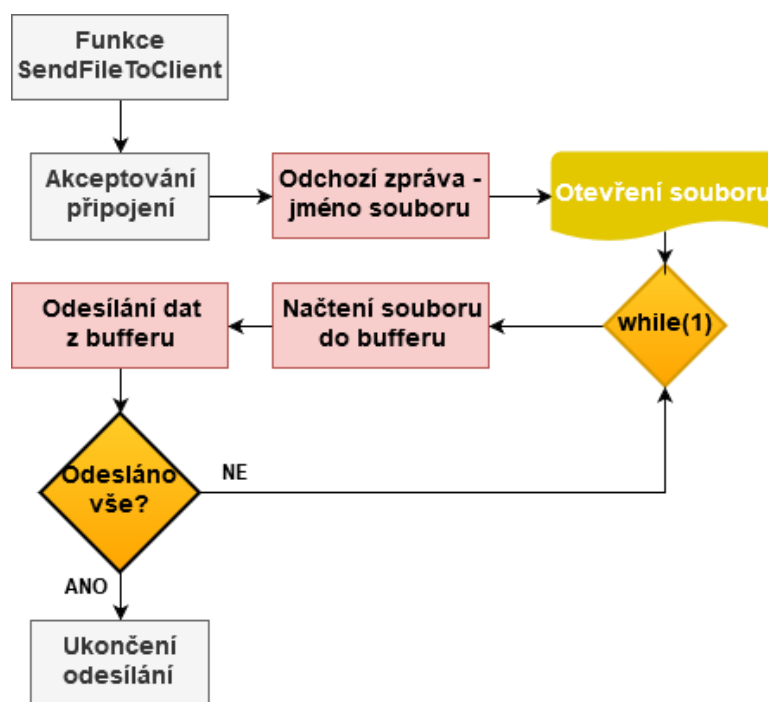 Funkce
SendFileToClient
Akceptování
připojení
Odchozí zpráva -
jméno souboru
Otevření souboru
while(1)
Načtení souboru
do bufferu
Odesílání dat
z bufferu
Odesláno
vše?
NE
ANO
Ukončení
odesílání